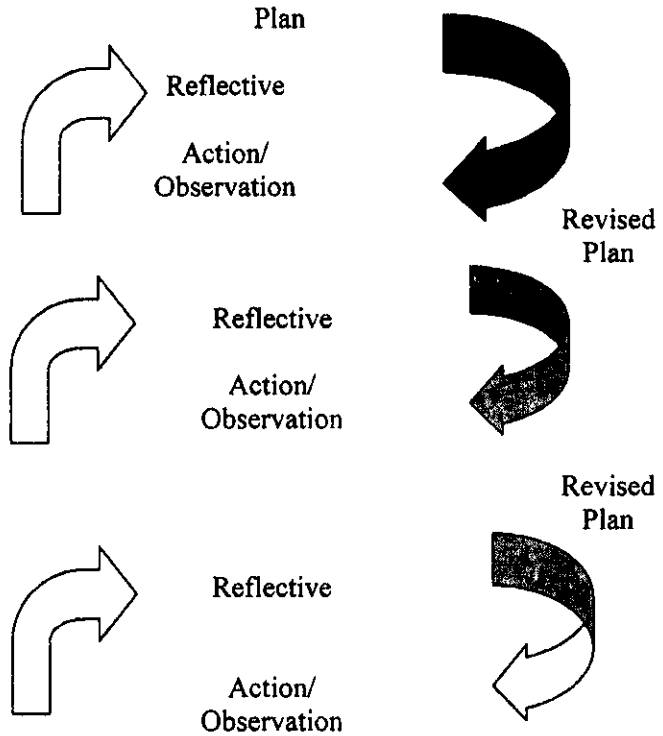 Plan
Reflective
Action/
Observation
Revised
Plan
Reflective
Action/
Observation
Revised
Plan
Reflective
Action/
Observation